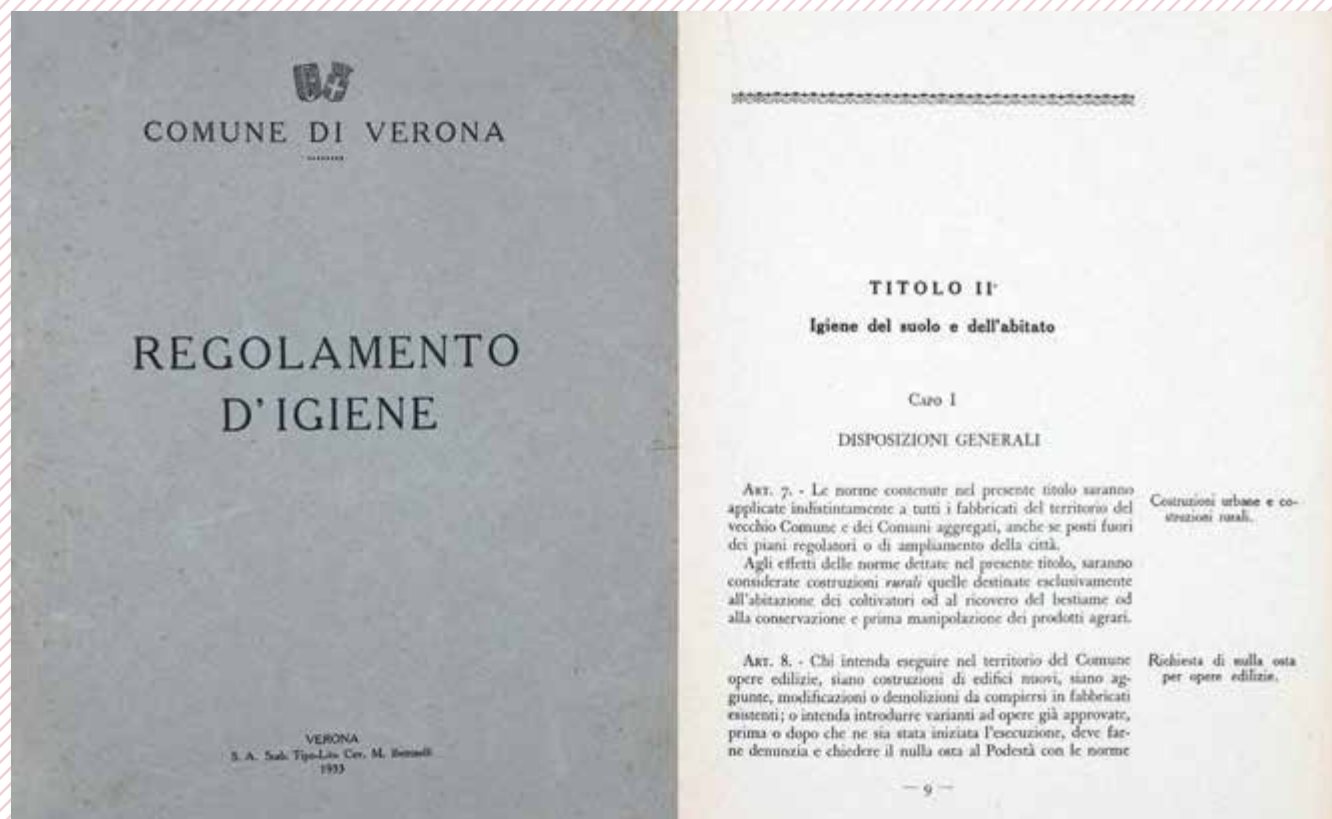 COMUNE DI VERONA
REGOLAMENTO
D'IGIENE
VERONA
S. A. Stab. Tipo-Lito Cav. M. Bettinelli
1933
TITOLO II°
Igiene del suolo e dell'abitato
CAPO I
DISPOSIZIONI GENERALI
ART. 7. - Le norme contenute nel presente titolo saranno
applicate indistintamente a tutti i fabbricati del territorio del
vecchio Comune e dei Comuni aggregati, anche se posti fuori
dei piani regolatori o di ampliamento della città.
Agli effetti delle norme dettate nel presente titolo, saranno
considerate costruzioni rurali quelle destinate esclusivamente
all'abitazione dei coltivatori od al ricovero del bestiame od
alla conservazione e prima manipolazione dei prodotti agrari.
Costruzioni urbane e co-
struzioni rurali.
ART. 8. - Chi intenda eseguire nel territorio del Comune
opere edilizie, siano costruzioni di edifici nuovi, siano ag-
giunte, modificazioni o demolizioni da compiersi in fabbricati
esistenti; o intenda introdurre varianti ad opere già approvate,
prima o dopo che ne sia stata iniziata l'esecuzione, deve far-
ne denunzia e chiedere il nulla osta al Podestà con le norme
Richiesta di nulla osta
per opere edilizie.
— 9 —